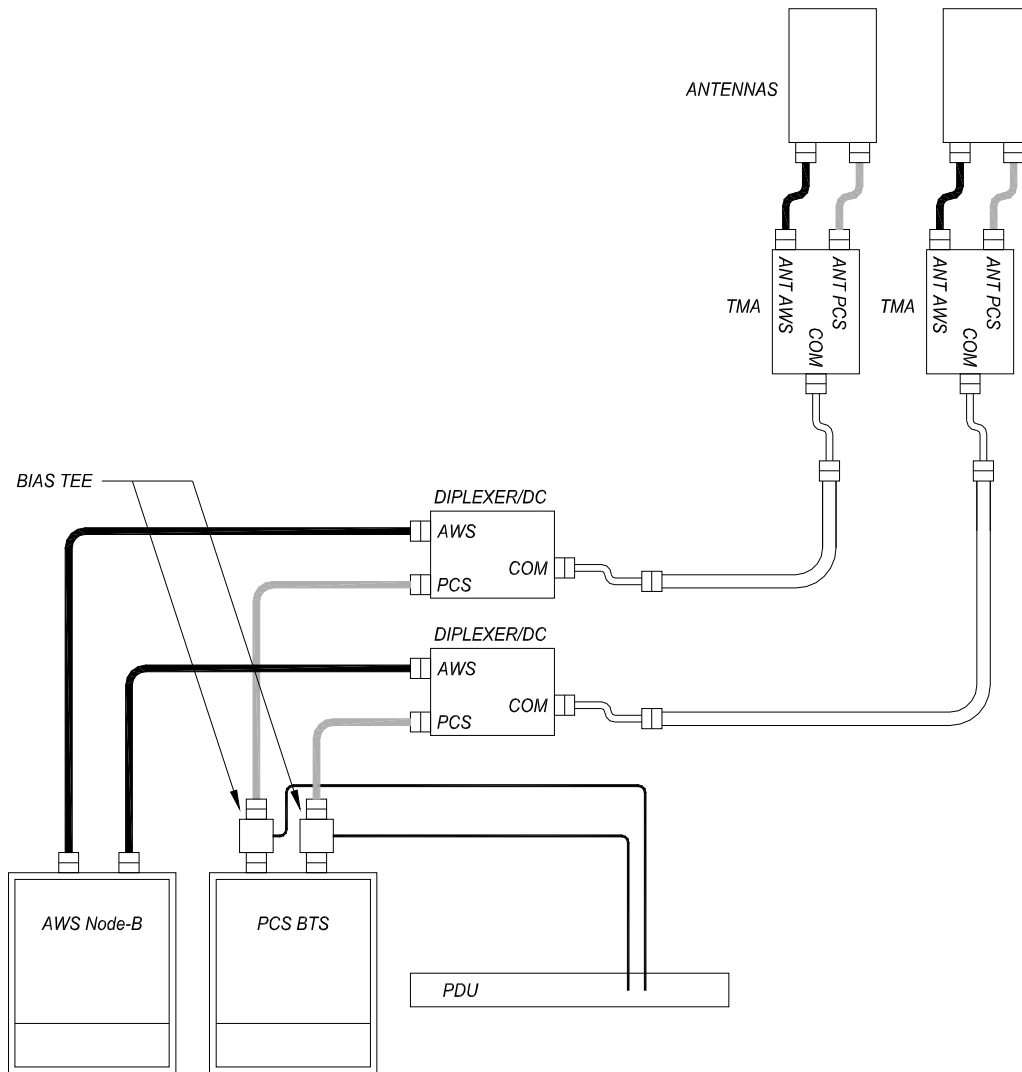 ANTENNAS
ANT AWS
ANT PCS
COM
TMA
ANT AWS
ANT PCS
COM
TMA
BIAS TEE
DIPLEXER/DC
AWS
COM
PCS
DIPLEXER/DC
AWS
COM
PCS
AWS Node-B
PCS BTS
PDU